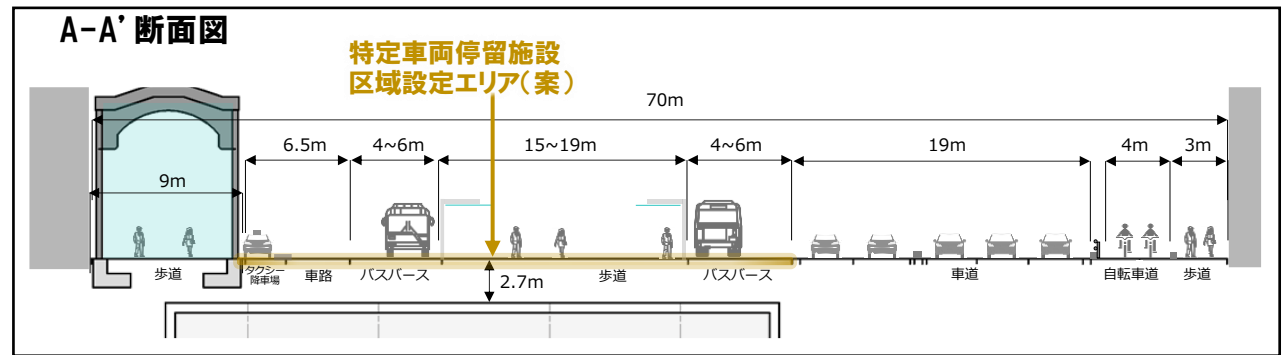 A-A’断面図
特定車両停留施設
区域設定エリア(案)
70m
6.5m
4~6m
15~19m
4~6m
19m
4m
3m
9m
歩道
タクシー
降車場
車路
バスバース
2.7m
歩道
バスバース
車道
自転車道
歩道